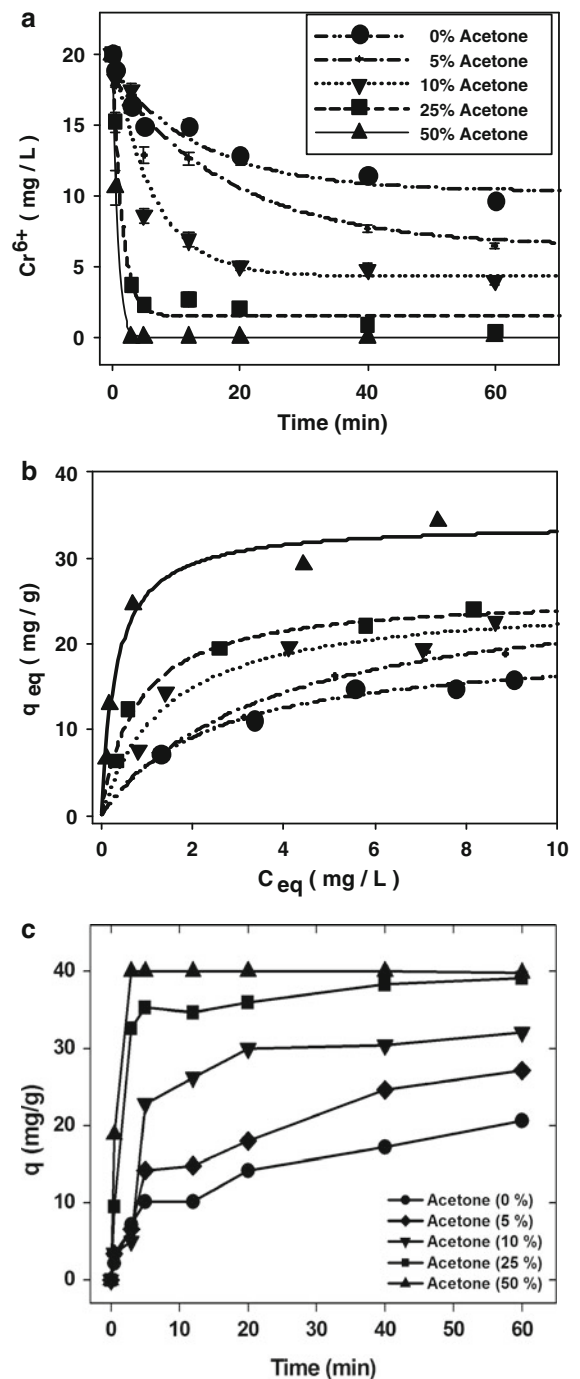 a
20
15
10
5
0
Cr6+ ( mg / L )
0% Acetone
5% Acetone
10% Acetone
25% Acetone
50% Acetone
0
20
40
60
Time (min)
b
40
30
20
10
0
q eq ( mg / g )
0
2
4
6
8
10
C eq ( mg / L )
c
40
30
20
10
0
q (mg/g)
Acetone (0 %)
Acetone (5 %)
Acetone (10 %)
Acetone (25 %)
Acetone (50 %)
0
10
20
30
40
50
60
Time (min)